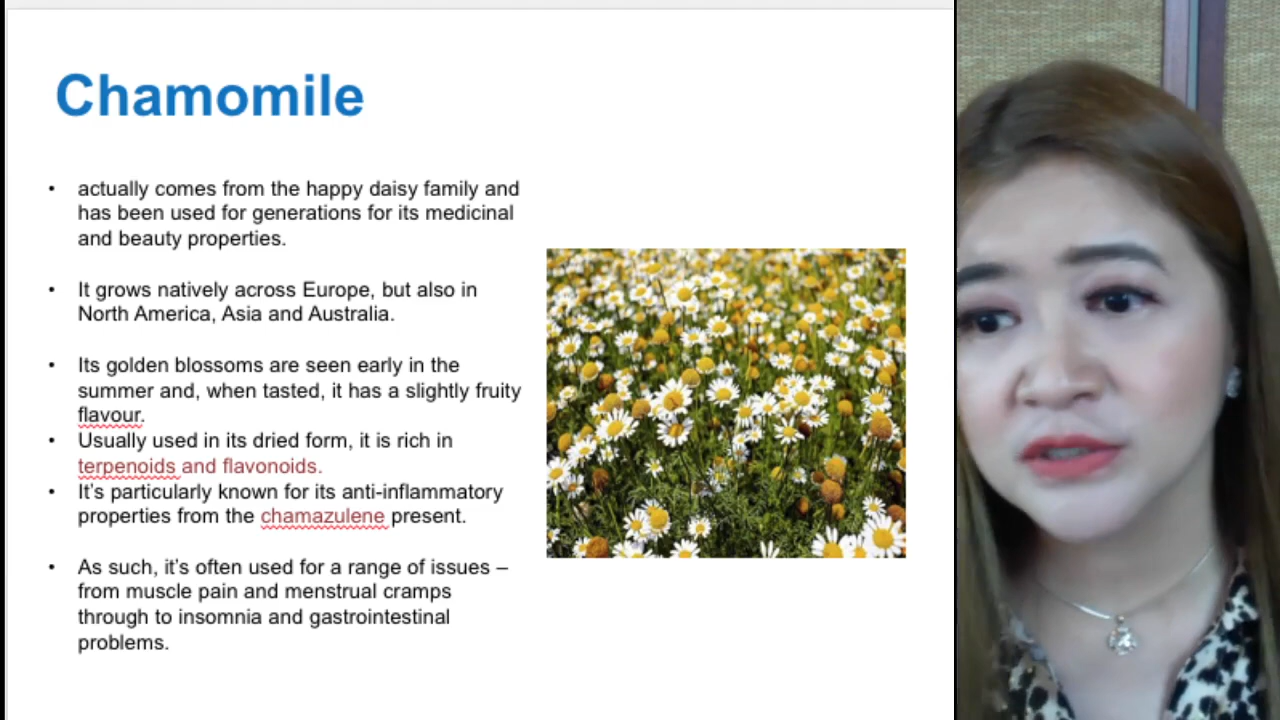 Chamomile
• actually comes from the happy daisy family and
has been used for generations for its medicinal
and beauty properties.
• It grows natively across Europe, but also in
North America, Asia and Australia.
• Its golden blossoms are seen early in the
summer and, when tasted, it has a slightly fruity
flavour.
• Usually used in its dried form, it is rich in
terpenoids and flavonoids.
• It's particularly known for its anti-inflammatory
properties from the chamazulene present.
• As such, it's often used for a range of issues –
from muscle pain and menstrual cramps
through to insomnia and gastrointestinal
problems.